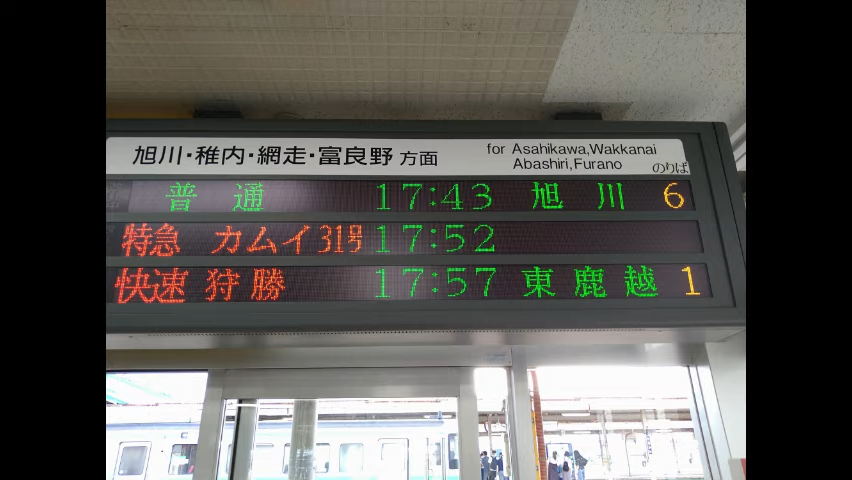 旭川・稚内・網走・富良野 方面
for Asahikawa,Wakkanai
Abashiri,Furano
のりば
普通 17:43 旭川 6
特急 カムイ 31号 17:52
快速 狩勝 17:57 東鹿越 1